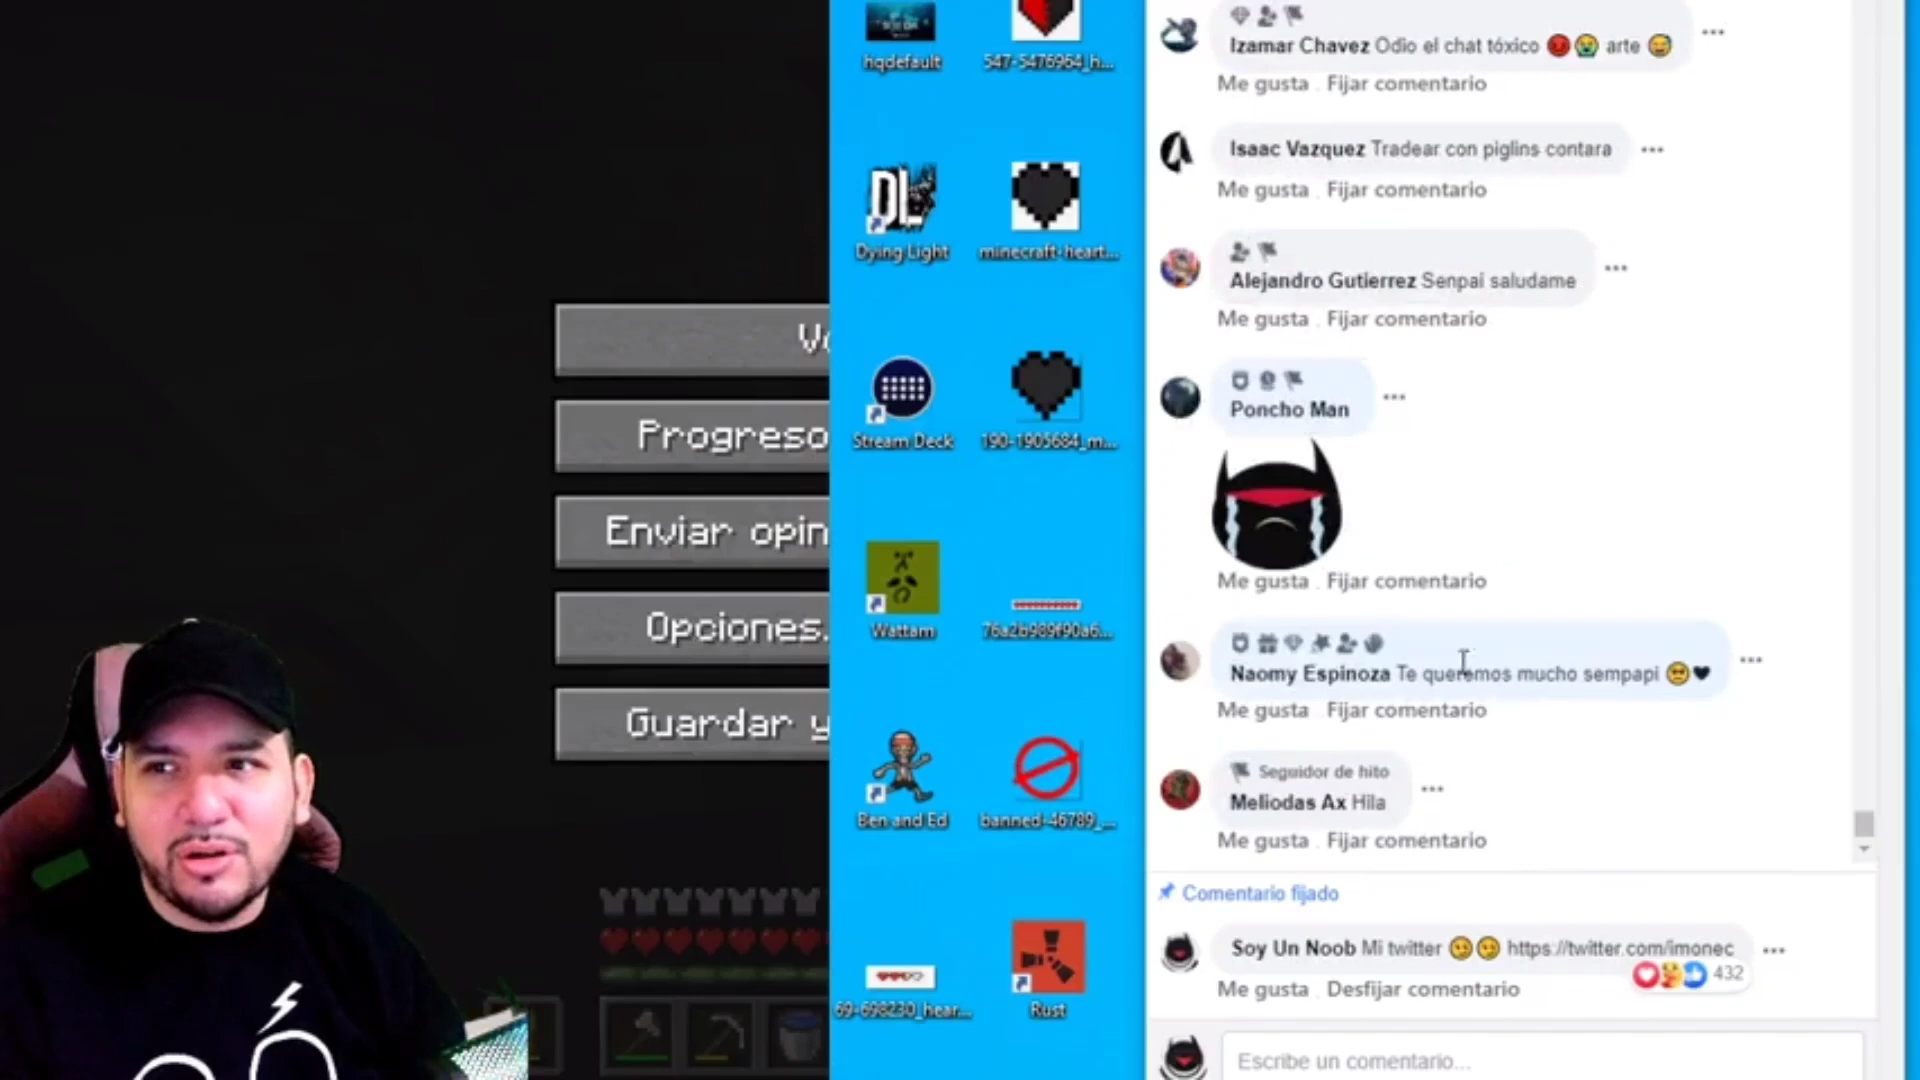 Progreso
Enviar opin
Opciones.
Guardar y
hqdefault
547-5476964_h...
Dying Light
minecraft-heart...
Stream Deck
190-1905684_m...
Wattam
76a2b989f90a6...
Ben and Ed
banned-46789_...
69-698230_hear...
Rust
Izamar Chavez Odio el chat tóxico 😡😭 arte 😅
Me gusta . Fijar comentario
Isaac Vazquez Tradear con piglins contara
Me gusta . Fijar comentario
Alejandro Gutierrez Senpai saludame
Me gusta . Fijar comentario
Poncho Man
Me gusta . Fijar comentario
Naomy Espinoza Te queremos mucho sempapi 🥺🖤
Me gusta . Fijar comentario
Seguidor de hito
Meliodas Ax Hila
Me gusta . Fijar comentario
Comentario fijado
Soy Un Noob Mi twitter 😏😏 https://twitter.com/imonec
432
Me gusta . Desfijar comentario
Escribe un comentario...